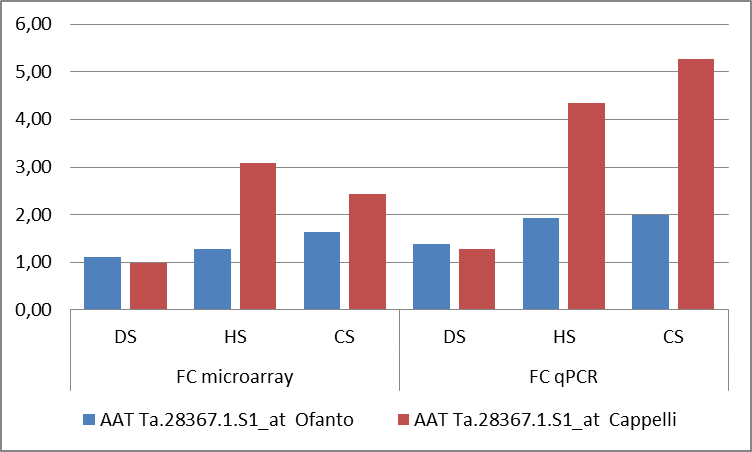 6,00
5,00
4,00
3,00
2,00
1,00
0,00
DS HS CS DS HS CS
FC microarray FC qPCR
AAT Ta.28367.1.S1_at Ofanto AAT Ta.28367.1.S1_at Cappelli